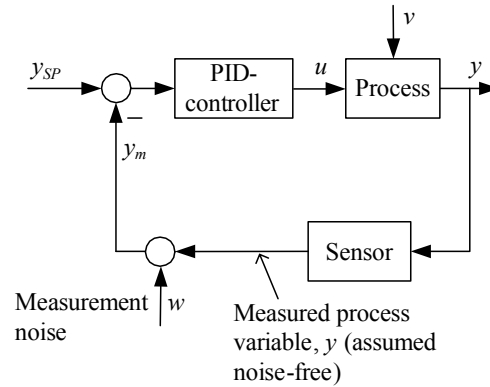 v
y_SP
PID-
controller
u
Process
y
−
y_m
Sensor
Measurement
noise
w
Measured process
variable, y (assumed
noise-free)